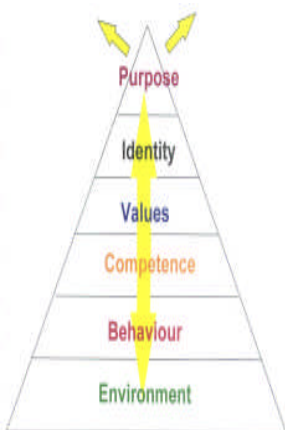 Purpose
Identity
Values
Competence
Behaviour
Environment